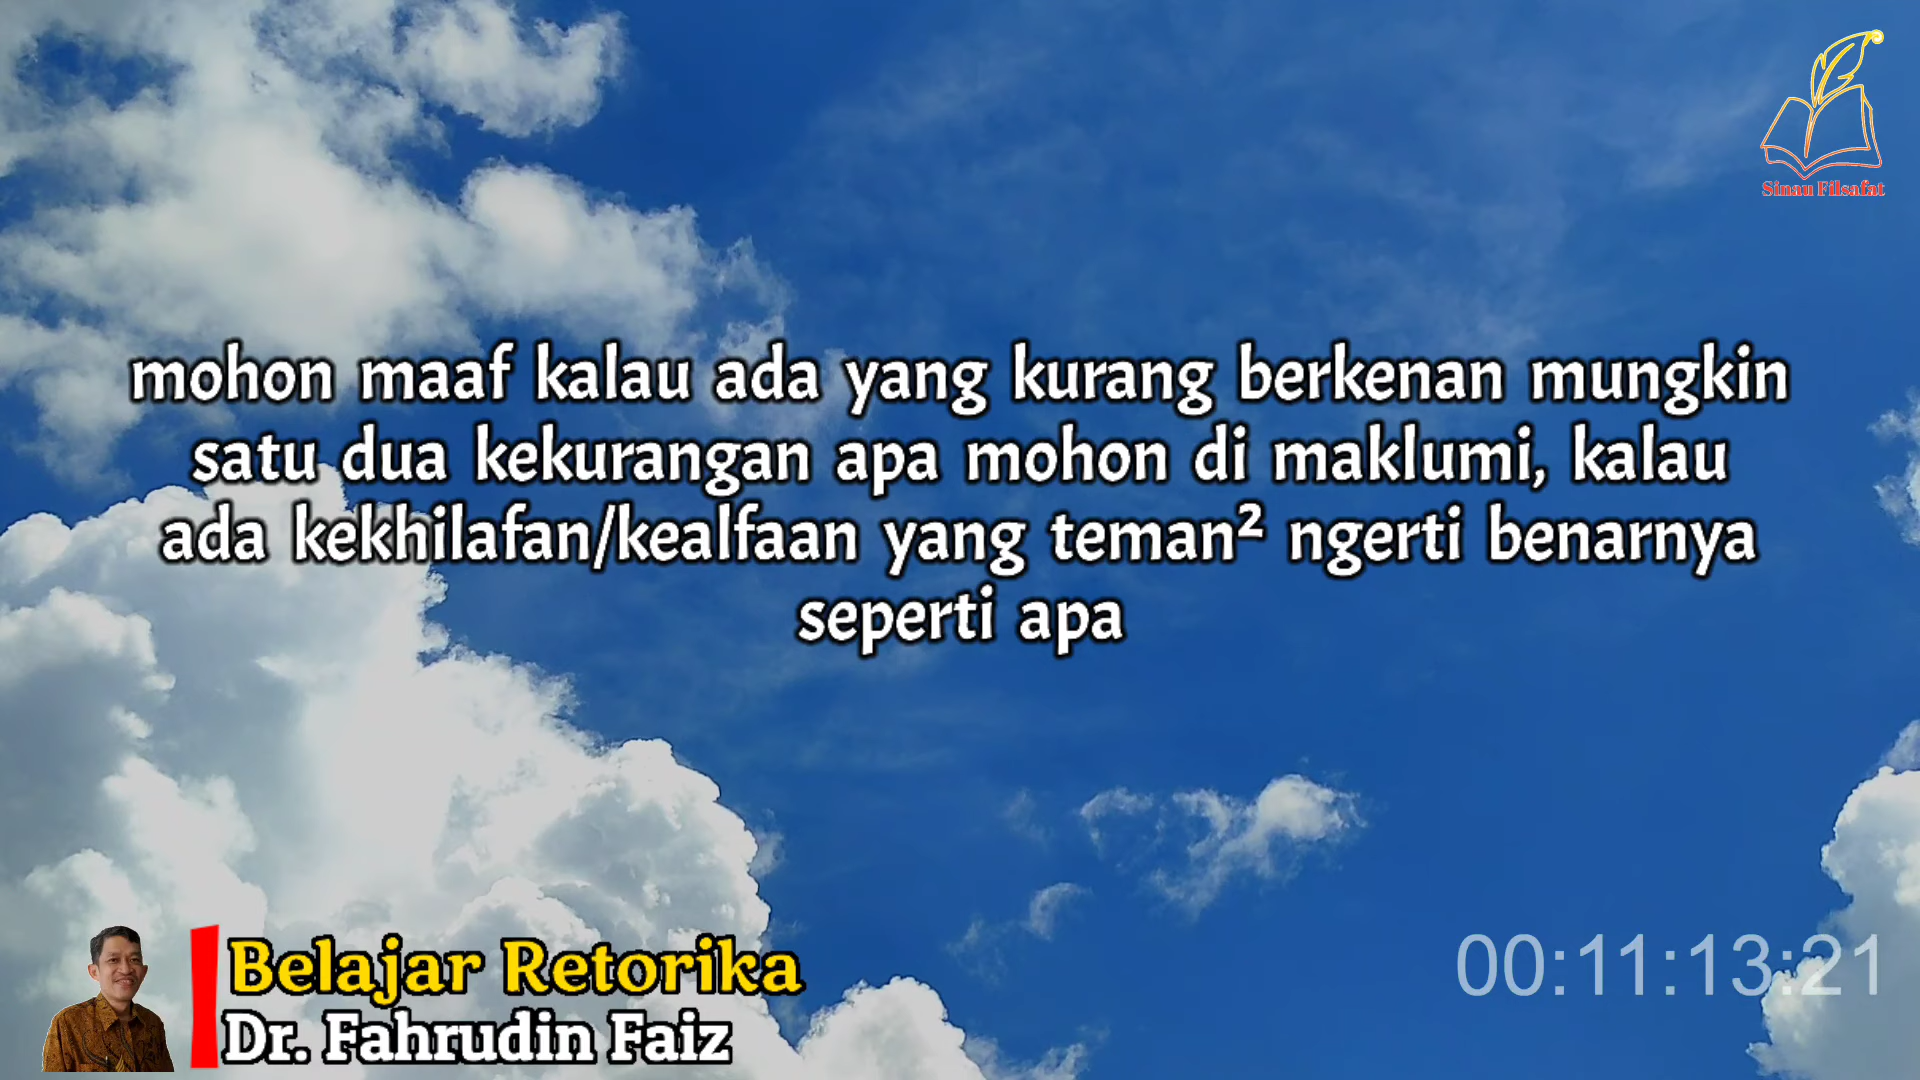 Sinau Filsafat
mohon maaf kalau ada yang kurang berkenan mungkin
satu dua kekurangan apa mohon di maklumi, kalau
ada kekhilafan/kealfaan yang teman² ngerti benarnya
seperti apa
Belajar Retorika
Dr. Fahrudin Faiz
00:11:13:21